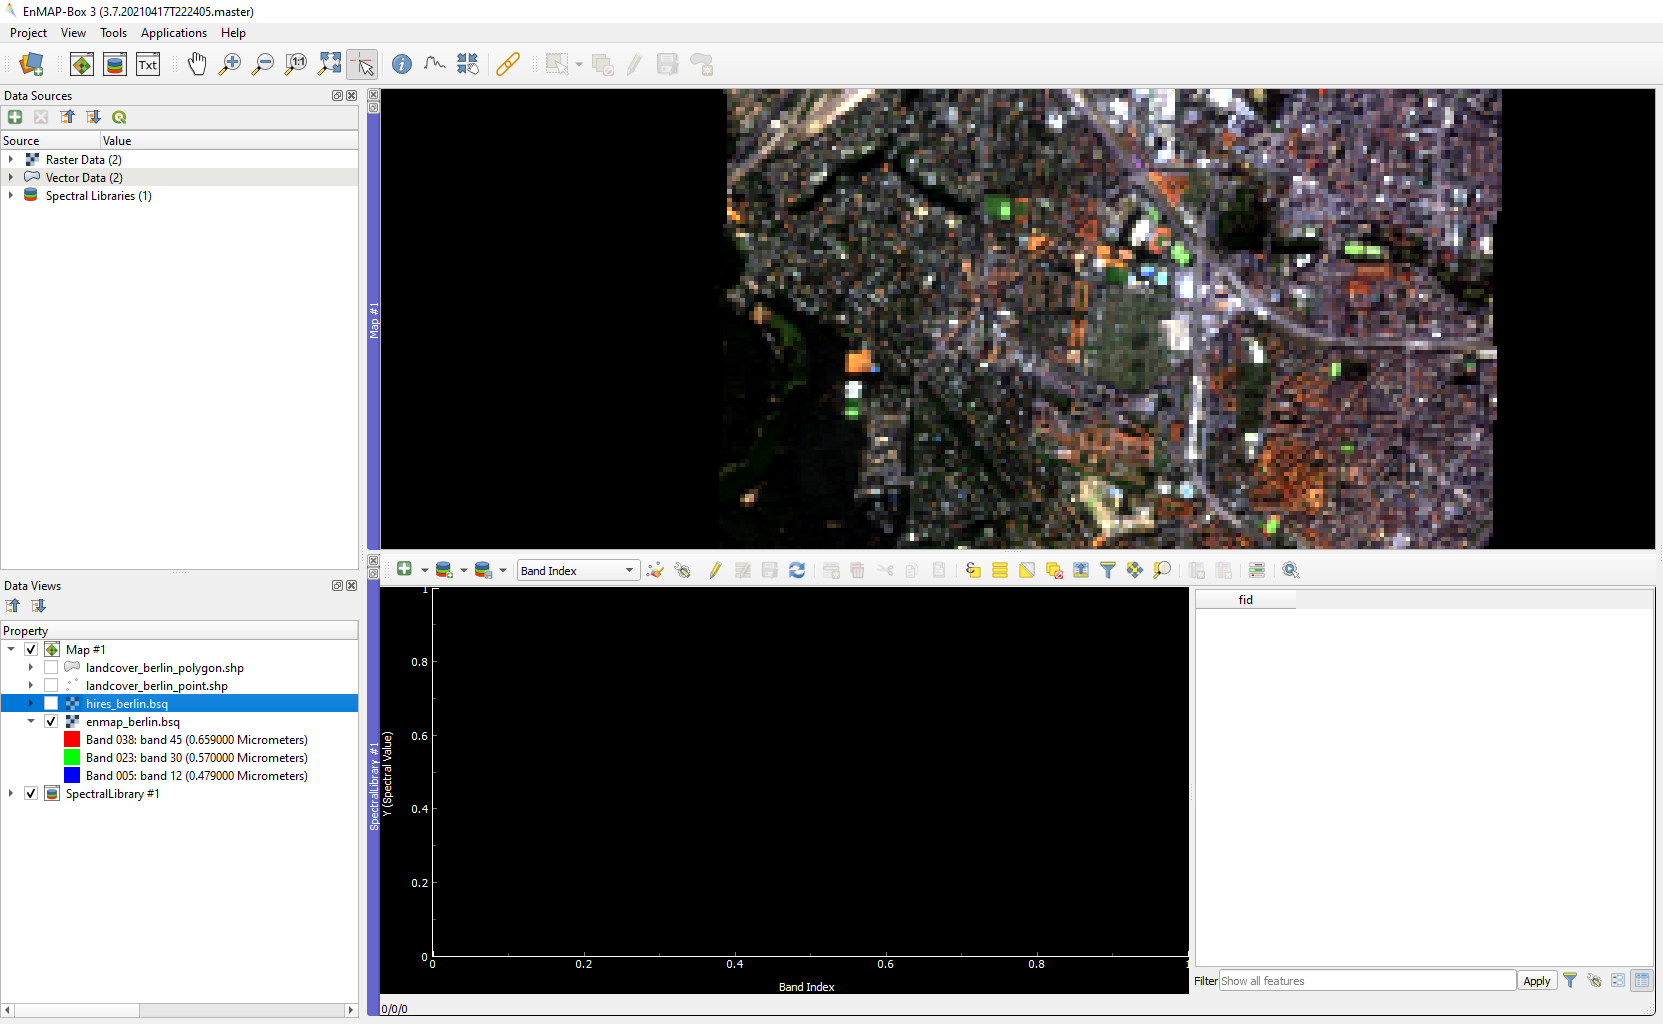 EnMAP-Box 3 (3.7.20210417T222405.master)
Project View Tools Applications Help
1:1
Txt
Data Sources
Source Value
Raster Data (2)
Vector Data (2)
Spectral Libraries (1)
Map #1
Data Views
Property
Map #1
landcover_berlin_polygon.shp
landcover_berlin_point.shp
hires_berlin.bsq
enmap_berlin.bsq
Band 038: band 45 (0.659000 Micrometers)
Band 023: band 30 (0.570000 Micrometers)
Band 005: band 12 (0.479000 Micrometers)
SpectralLibrary #1
SpectralLibrary #1
Band Index
Y (Spectral Value)
1
0.8
0.6
0.4
0.2
0
0 0.2 0.4 0.6 0.8 1
Band Index
0/0/0
fid
Filter Show all features Apply